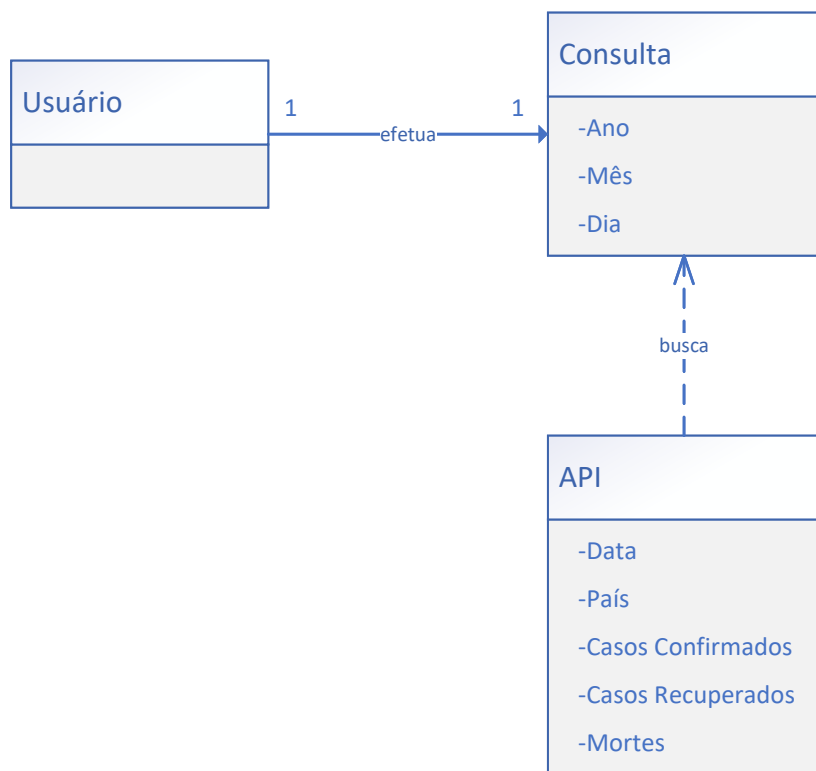 Usuário
1
efetua
1
Consulta
-Ano
-Mês
-Dia
busca
API
-Data
-País
-Casos Confirmados
-Casos Recuperados
-Mortes